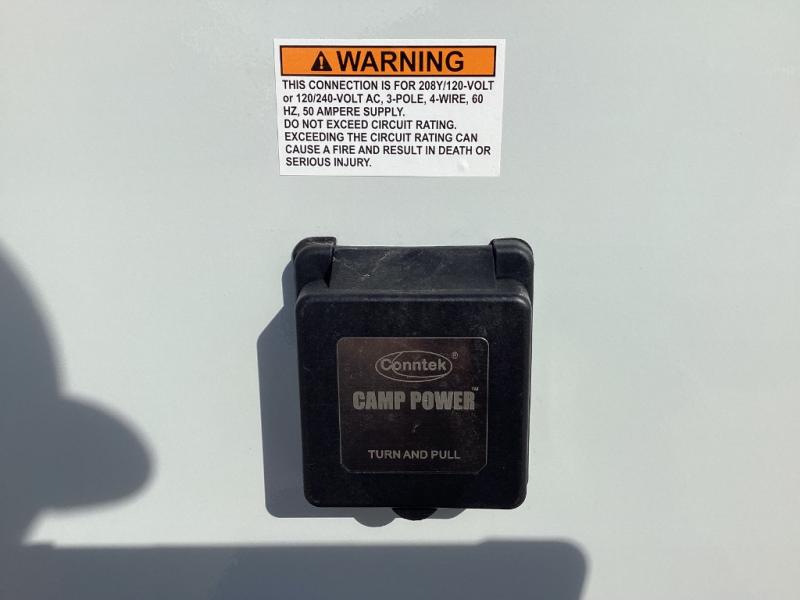 WARNING
THIS CONNECTION IS FOR 208Y/120-VOLT
or 120/240-VOLT AC, 3-POLE, 4-WIRE, 60
HZ, 50 AMPERE SUPPLY.
DO NOT EXCEED CIRCUIT RATING.
EXCEEDING THE CIRCUIT RATING CAN
CAUSE A FIRE AND RESULT IN DEATH OR
SERIOUS INJURY.
Conntek®
CAMP POWER™
TURN AND PULL